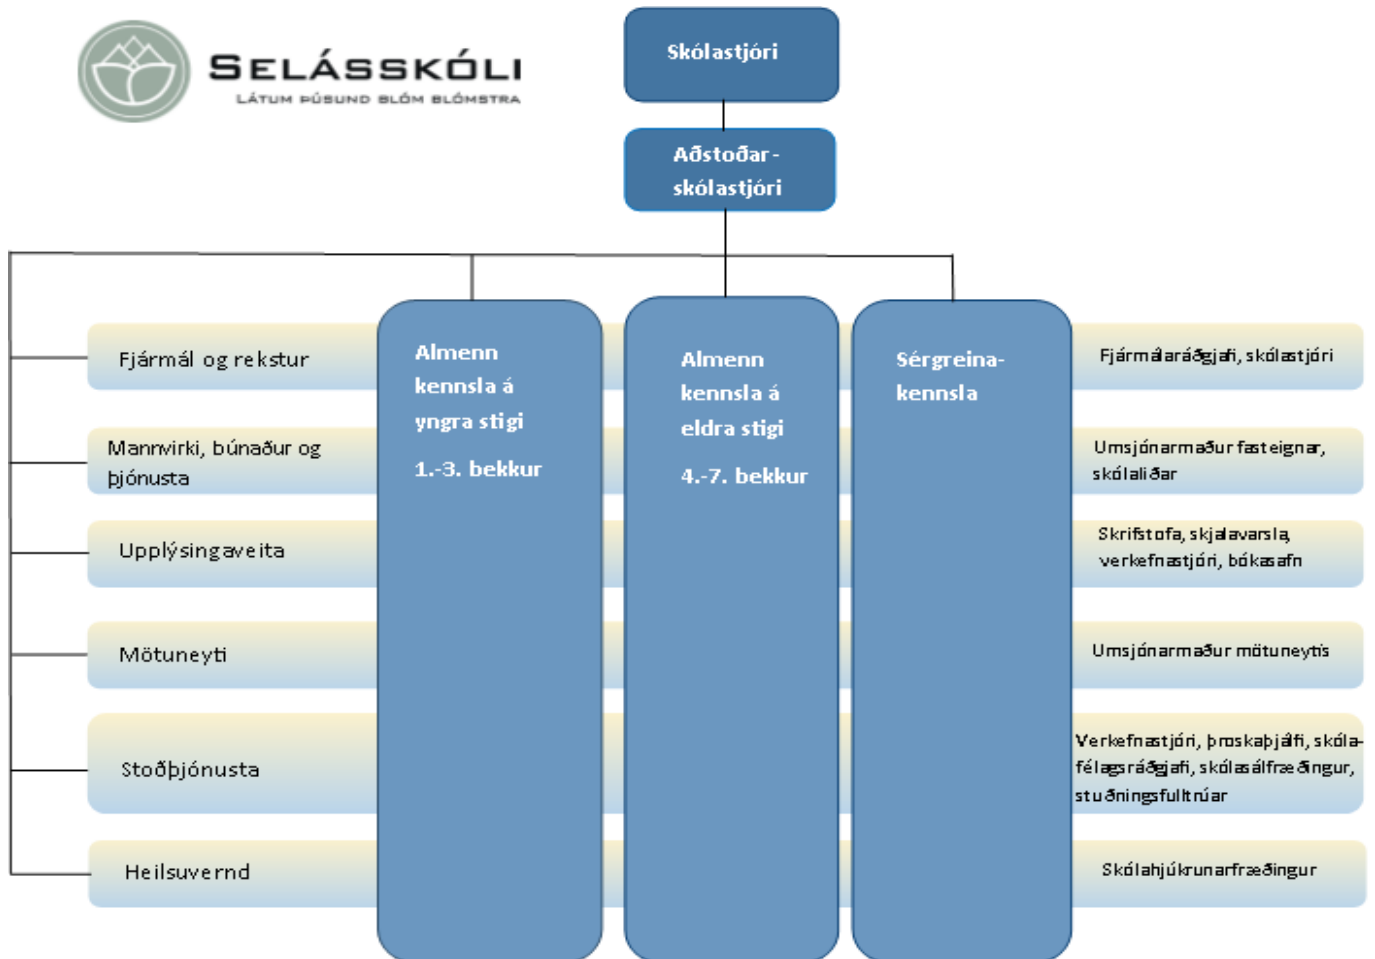 SELÁSSKÓLI
LÁTUM ÞÚSUND BLÓM BLÓMSTRA
Skólastjóri
Aðstoðar-
skólastjóri
Almenn
kennsla á
yngra stigi
1.-3. bekkur
Almenn
kennsla á
eldra stigi
4.-7. bekkur
Sérgreina-
kennsla
Fjármál og rekstur
Fjármálaráðgjafi, skólastjóri
Mannvirki, búnaður og
þjónusta
Umsjónarmaður fasteignar,
skólaliðar
Upplýsingaveita
Skrifstofa, skjalavarsla,
verkefnastjóri, bókasafn
Mötuneyti
Umsjónarmaður mötuneytis
Stoðþjónusta
Verkefnastjóri, þroskaþjálfi, skóla-
félagsráðgjafi, skólasálfræðingur,
stuðningsfulltrúar
Heilsuvernd
Skólahjúkrunarfræðingur